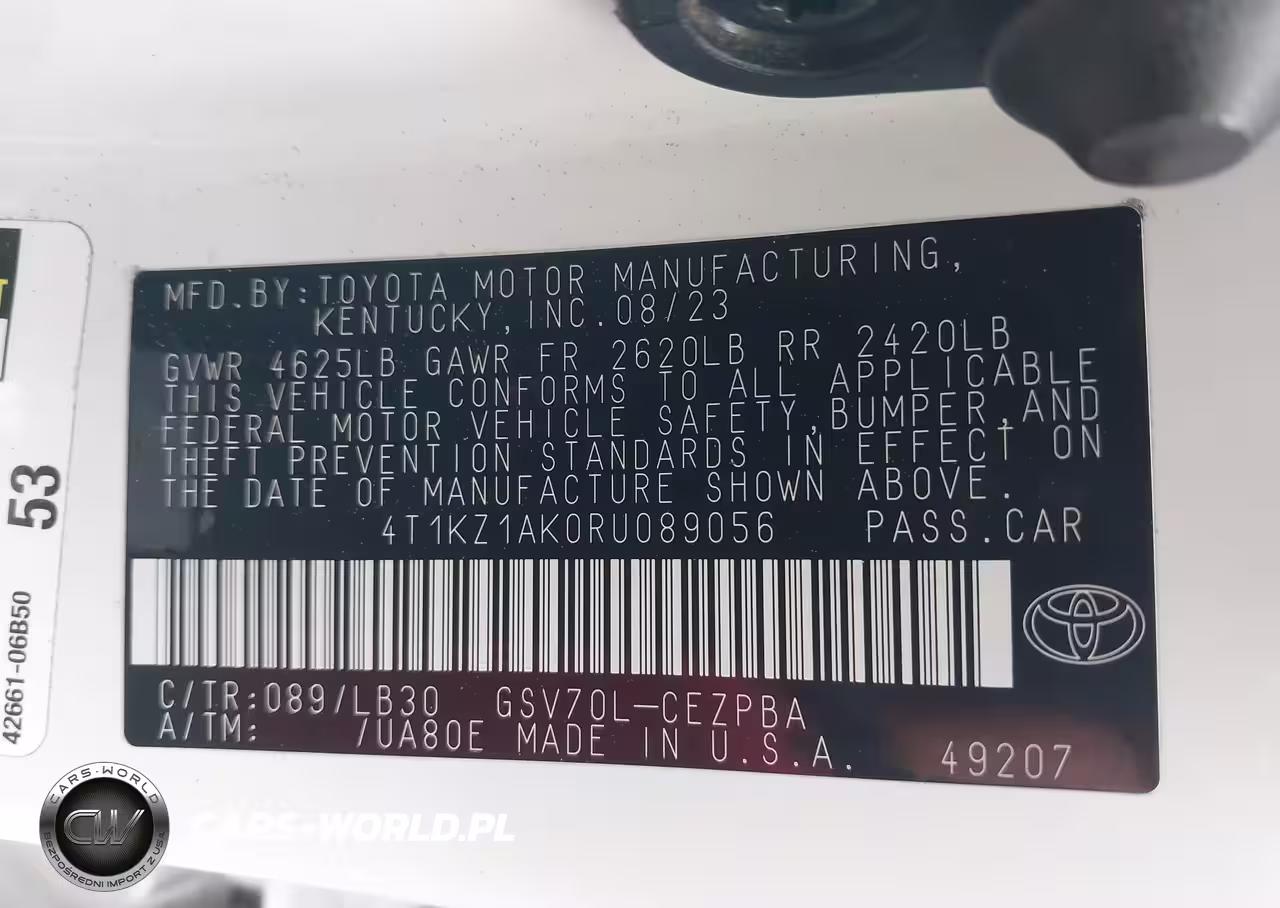 MFD.BY:TOYOTA MOTOR MANUFACTURING,
KENTUCKY, INC. 08/23
GVWR 4625LB GAWR FR 2620LB RR 2420LB
THIS VEHICLE CONFORMS TO ALL APPLICABLE
FEDERAL MOTOR VEHICLE SAFETY,BUMPER,AND
THEFT PREVENTION STANDARDS IN EFFECT ON
THE DATE OF MANUFACTURE SHOWN ABOVE.
4T1KZ1AK0RU089056 PASS.CAR
C/TR:089/LB30 GSV70L-CEZPBA
A/TM: /UA80E MADE IN U.S.A. 49207
53
42661-06B50
CARS-WORLD
CW
BEZPOŚREDNI IMPORT Z USA
CARS-WORLD.PL